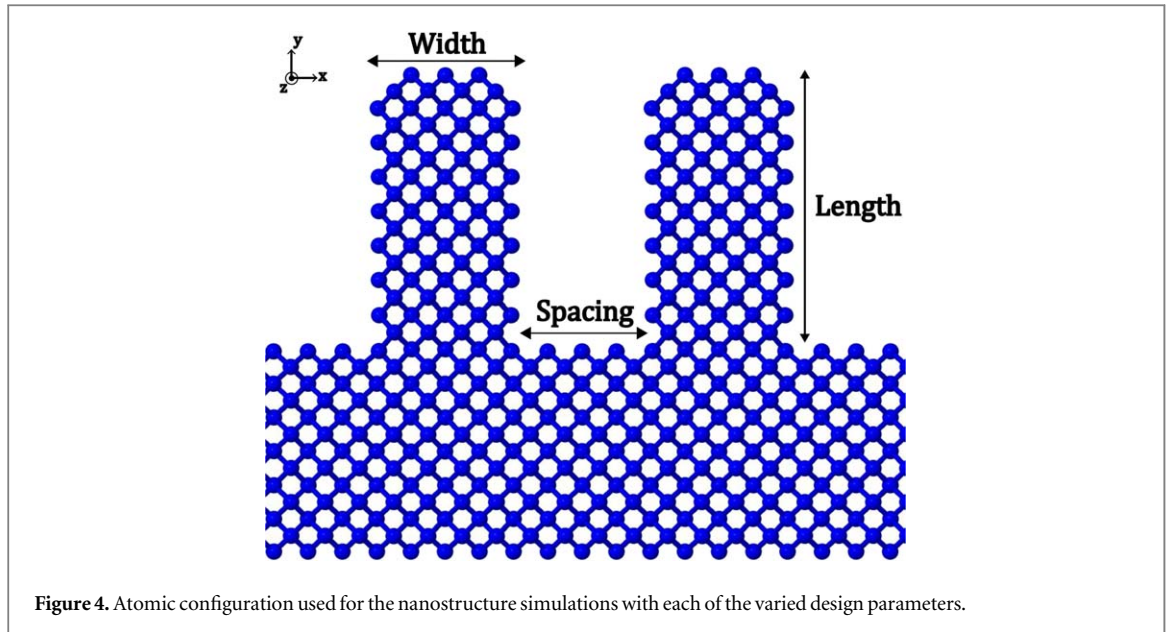 y
Width
z
x
Length
Spacing
Figure 4. Atomic configuration used for the nanostructure simulations with each of the varied design parameters.